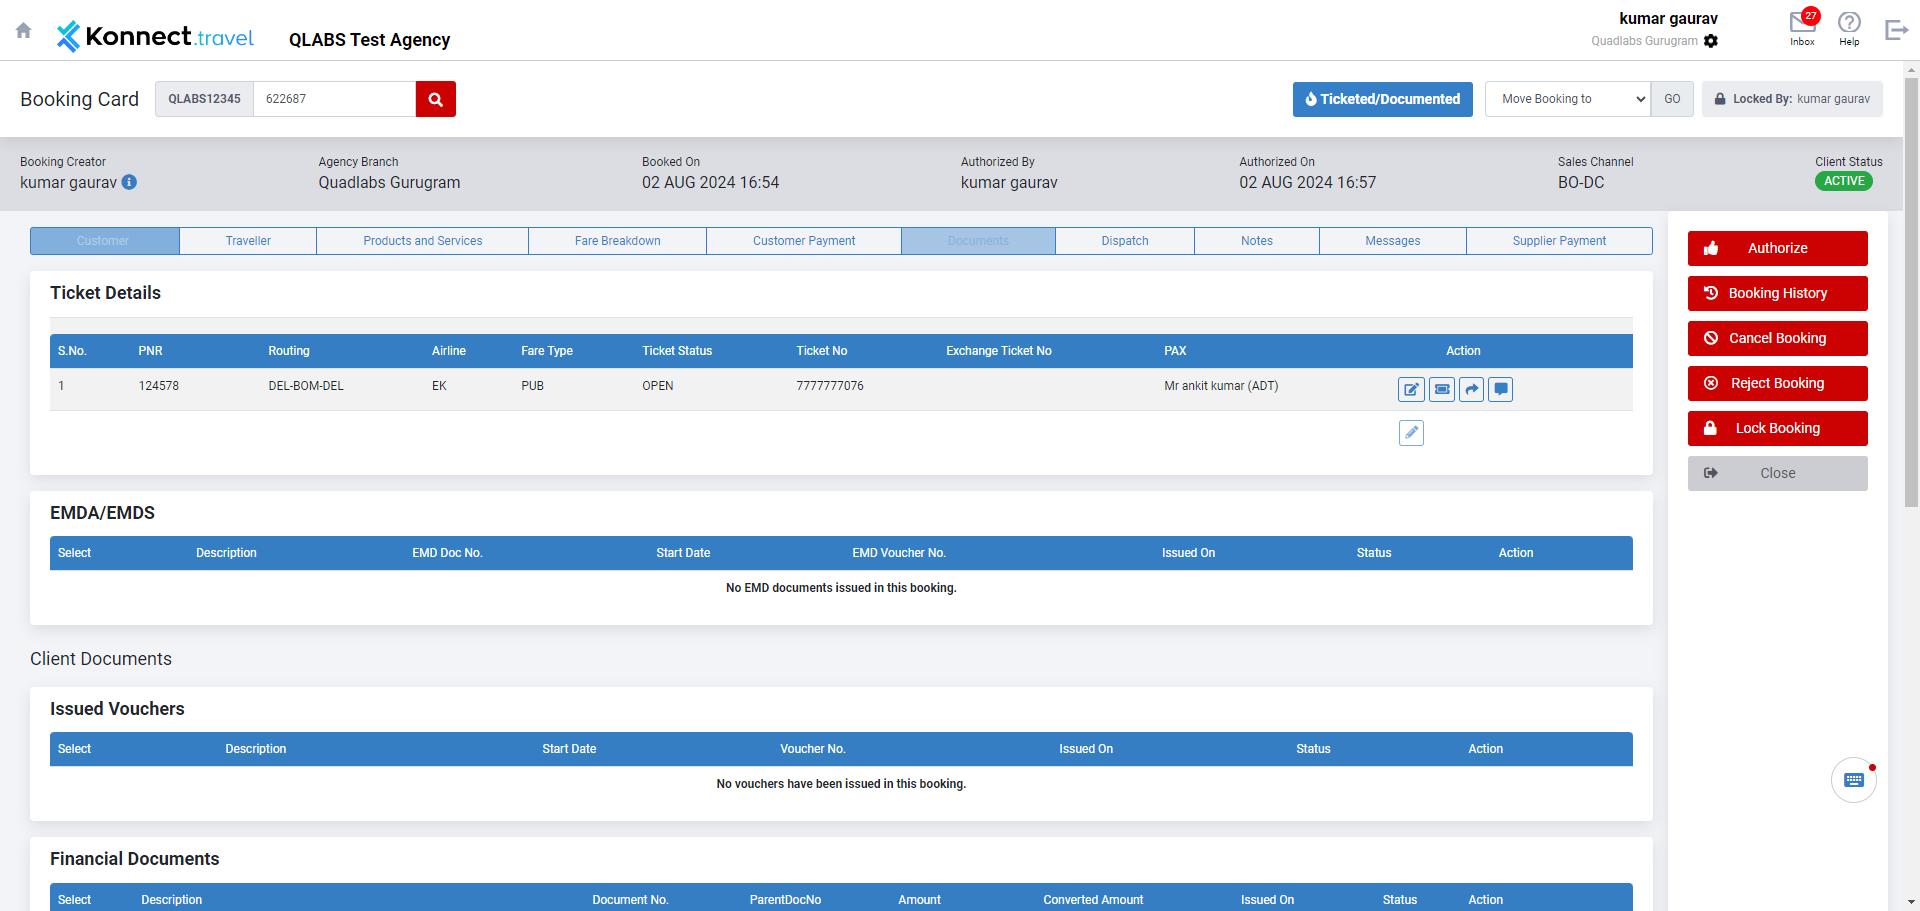 Konnect.travel
QLABS Test Agency
kumar gaurav
Quadlabs Gurugram
27
Inbox
Help
Booking Card
QLABS12345
622687
Ticketed/Documented
Move Booking to
GO
Locked By: kumar gaurav
Booking Creator
kumar gaurav
Agency Branch
Quadlabs Gurugram
Booked On
02 AUG 2024 16:54
Authorized By
kumar gaurav
Authorized On
02 AUG 2024 16:57
Sales Channel
BO-DC
Client Status
ACTIVE
Customer
Traveller
Products and Services
Fare Breakdown
Customer Payment
Documents
Dispatch
Notes
Messages
Supplier Payment
Ticket Details
S.No. PNR Routing Airline Fare Type Ticket Status Ticket No Exchange Ticket No PAX Action
1 124578 DEL-BOM-DEL EK PUB OPEN 7777777076 Mr ankit kumar (ADT)
EMDA/EMDS
Select Description EMD Doc No. Start Date EMD Voucher No. Issued On Status Action
No EMD documents issued in this booking.
Client Documents
Issued Vouchers
Select Description Start Date Voucher No. Issued On Status Action
No vouchers have been issued in this booking.
Financial Documents
Select Description Document No. ParentDocNo Amount Converted Amount Issued On Status Action
Authorize
Booking History
Cancel Booking
Reject Booking
Lock Booking
Close